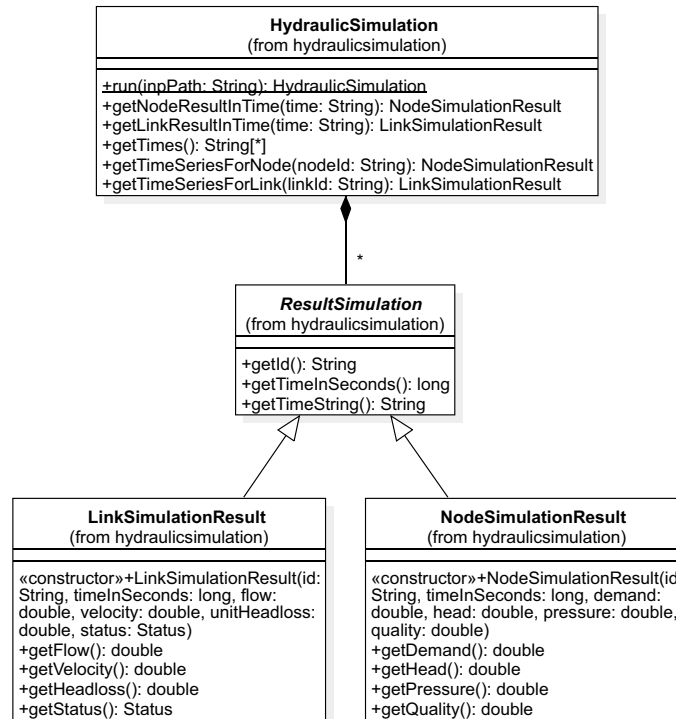 HydraulicSimulation
(from hydraulicsimulation)
+run(inpPath: String): HydraulicSimulation
+getNodeResultInTime(time: String): NodeSimulationResult
+getLinkResultInTime(time: String): LinkSimulationResult
+getTimes(): String[*]
+getTimeSeriesForNode(nodeId: String): NodeSimulationResult
+getTimeSeriesForLink(linkId: String): LinkSimulationResult
*
ResultSimulation
(from hydraulicsimulation)
+getId(): String
+getTimeInSeconds(): long
+getTimeString(): String
LinkSimulationResult
(from hydraulicsimulation)
«constructor»+LinkSimulationResult(id:
String, timeInSeconds: long, flow:
double, velocity: double, unitHeadloss:
double, status: Status)
+getFlow(): double
+getVelocity(): double
+getHeadloss(): double
+getStatus(): Status
NodeSimulationResult
(from hydraulicsimulation)
«constructor»+NodeSimulationResult(id
String, timeInSeconds: long, demand:
double, head: double, pressure: double,
quality: double)
+getDemand(): double
+getHead(): double
+getPressure(): double
+getQuality(): double